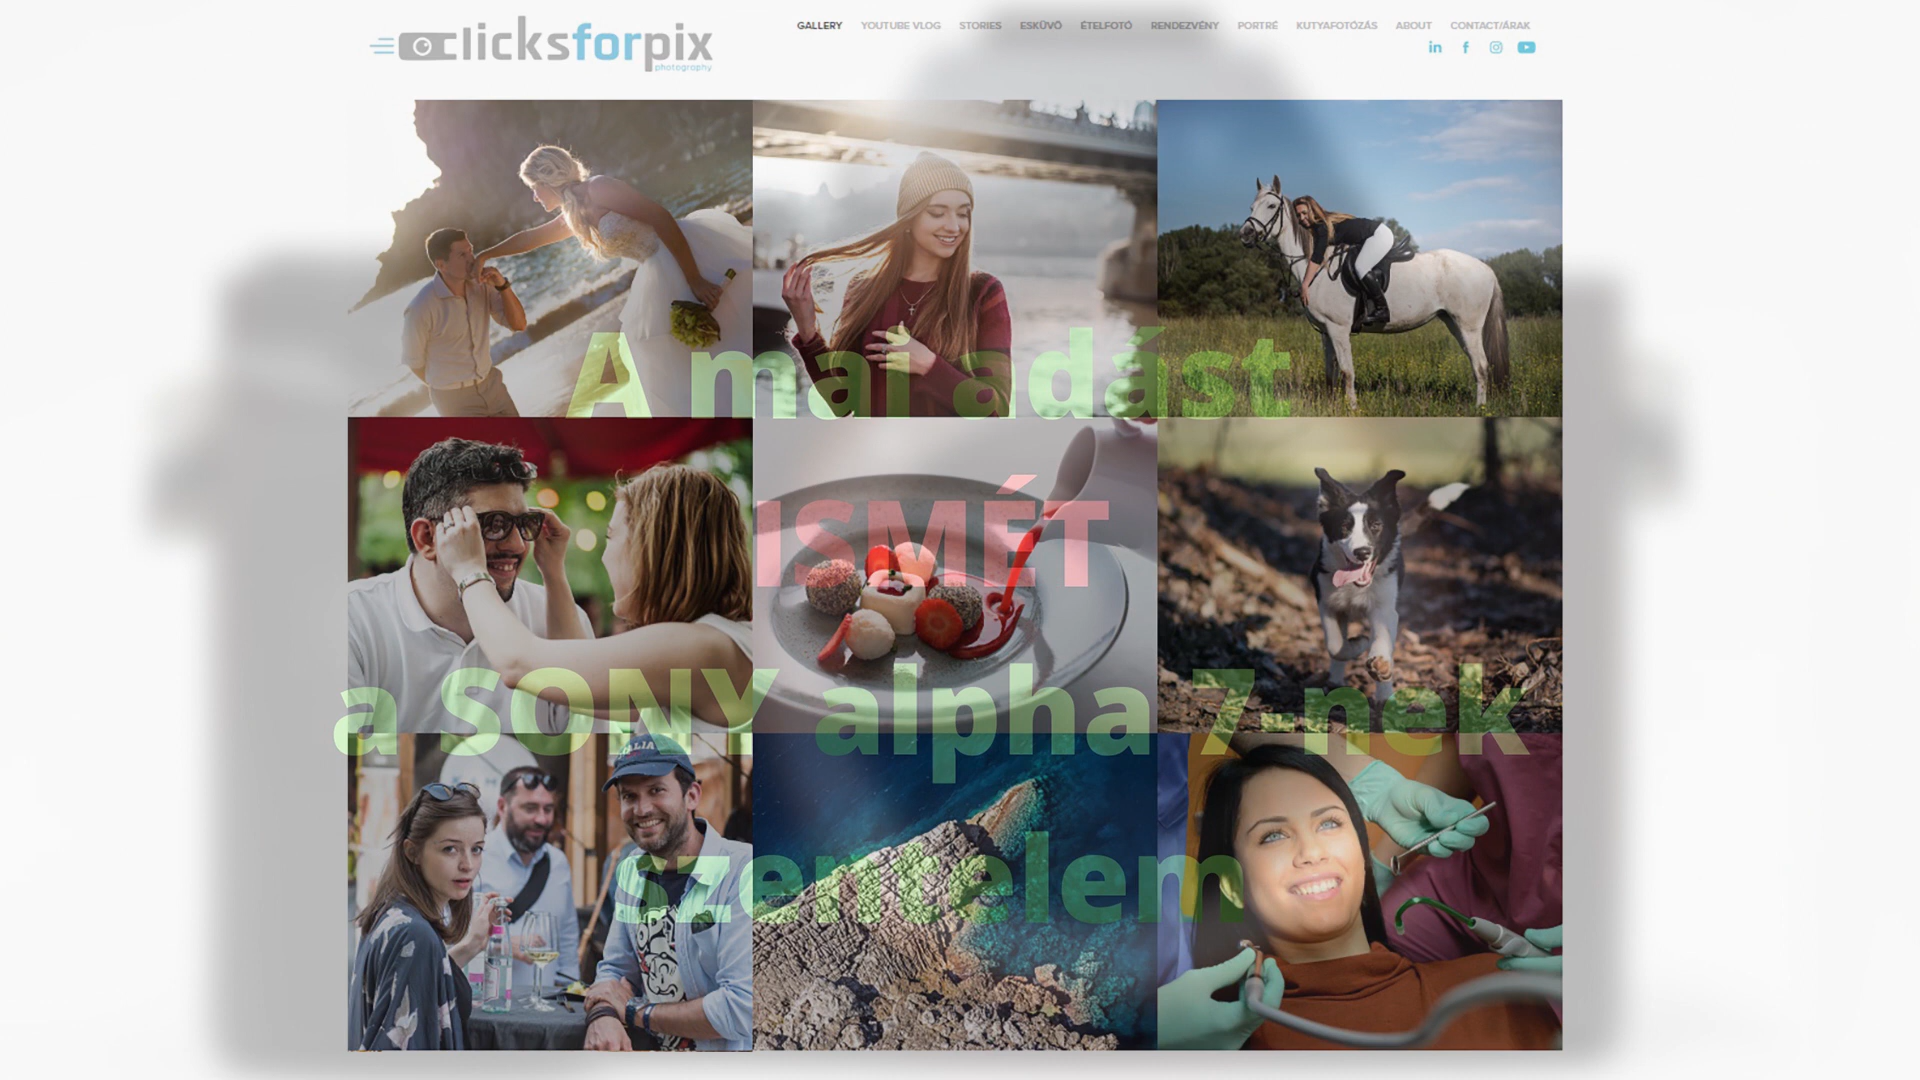 clicksforpix
photography
GALLERY YOUTUBE VLOG STORIES ESKÜVŐ ÉTELFOTÓ RENDEZVÉNY PORTRÉ KUTYAFOTÓZÁS ABOUT CONTACT/ÁRAK
A mai adást
ISMÉT
a SONY alpha 7-nek
ITALIA
szentelem